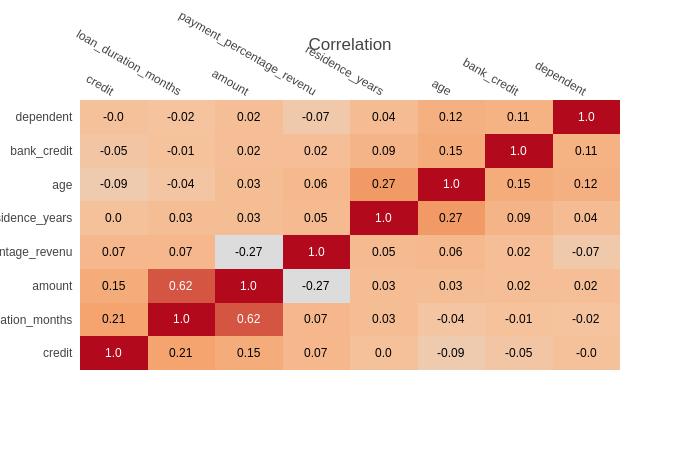 Correlation
credit loan_duration_months amount payment_percentage_revenu residence_years age bank_credit dependent
dependent -0.0 -0.02 0.02 -0.07 0.04 0.12 0.11 1.0
bank_credit -0.05 -0.01 0.02 0.02 0.09 0.15 1.0 0.11
age -0.09 -0.04 0.03 0.06 0.27 1.0 0.15 0.12
sidence_years 0.0 0.03 0.03 0.05 1.0 0.27 0.09 0.04
ntage_revenu 0.07 0.07 -0.27 1.0 0.05 0.06 0.02 -0.07
amount 0.15 0.62 1.0 -0.27 0.03 0.03 0.02 0.02
ation_months 0.21 1.0 0.62 0.07 0.03 -0.04 -0.01 -0.02
credit 1.0 0.21 0.15 0.07 0.0 -0.09 -0.05 -0.0